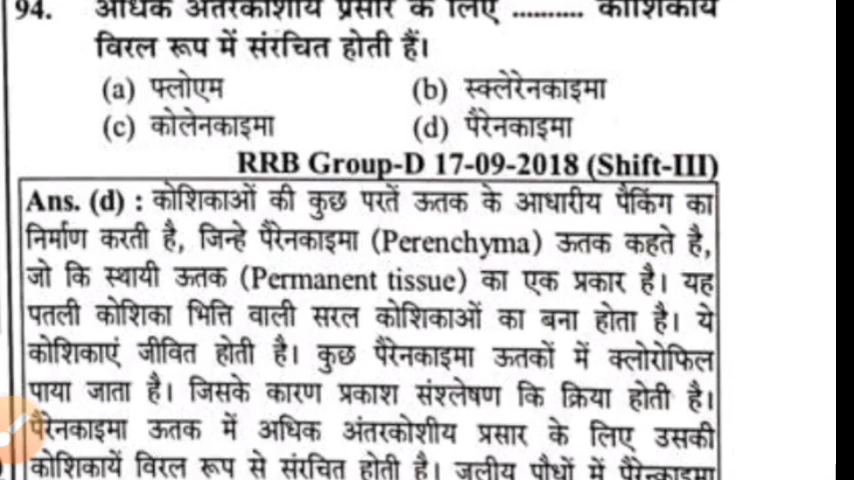 94. अधिक अंतरकोशीय प्रसार के लिए .......... कोशिकायें
विरल रूप में संरचित होती हैं।
(a) फ्लोएम (b) स्क्लेरेनकाइमा
(c) कोलेनकाइमा (d) पैरेनकाइमा
RRB Group-D 17-09-2018 (Shift-III)
Ans. (d) : कोशिकाओं की कुछ परतें ऊतक के आधारीय पैकिंग का
निर्माण करती है, जिन्हे पैरेनकाइमा (Perenchyma) ऊतक कहते है,
जो कि स्थायी ऊतक (Permanent tissue) का एक प्रकार है। यह
पतली कोशिका भित्ति वाली सरल कोशिकाओं का बना होता है। ये
कोशिकाएं जीवित होती है। कुछ पैरेनकाइमा ऊतकों में क्लोरोफिल
पाया जाता है। जिसके कारण प्रकाश संश्लेषण कि क्रिया होती है।
पैरेनकाइमा ऊतक में अधिक अंतरकोशीय प्रसार के लिए उसकी
कोशिकायें विरल रूप से संरचित होती है। जलीय पौधों में पैरेन्काइमा